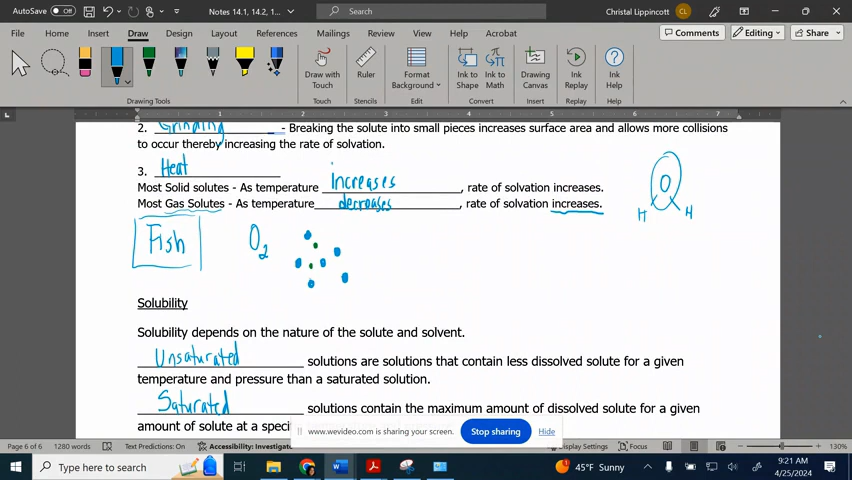 AutoSave Off Notes 14.1, 14.2, 1... Search Christal Lippincott CL
File Home Insert Draw Design Layout References Mailings Review View Help Acrobat Comments Editing Share
Draw with Touch Ruler Format Background Ink to Shape Ink to Math Drawing Canvas Ink Replay Ink Help
Drawing Tools Touch Stencils Edit Convert Insert Replay Help
1 2 3 4 5 6 7
2. Grinding - Breaking the solute into small pieces increases surface area and allows more collisions
to occur thereby increasing the rate of solvation.
3. Heat
Most Solid solutes - As temperature increases, rate of solvation increases.
Most Gas Solutes - As temperature decreases, rate of solvation increases.
O
H H
Fish O2
Solubility
Solubility depends on the nature of the solute and solvent.
Unsaturated solutions are solutions that contain less dissolved solute for a given
temperature and pressure than a saturated solution.
Saturated solutions contain the maximum amount of dissolved solute for a given
amount of solute at a speci
www.wevideo.com is sharing your screen. Stop sharing Hide
Page 6 of 6 1280 words Text Predictions: On Accessibility: Investigate Display Settings Focus 130%
Type here to search 45°F Sunny 9:21 AM
4/25/2024